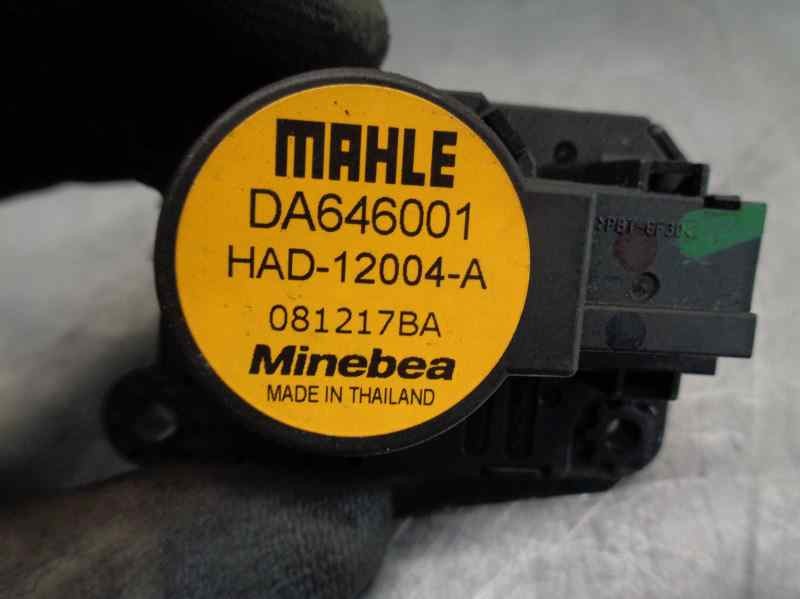 MAHLE
DA646001
HAD-12004-A
081217BA
Minebea
MADE IN THAILAND